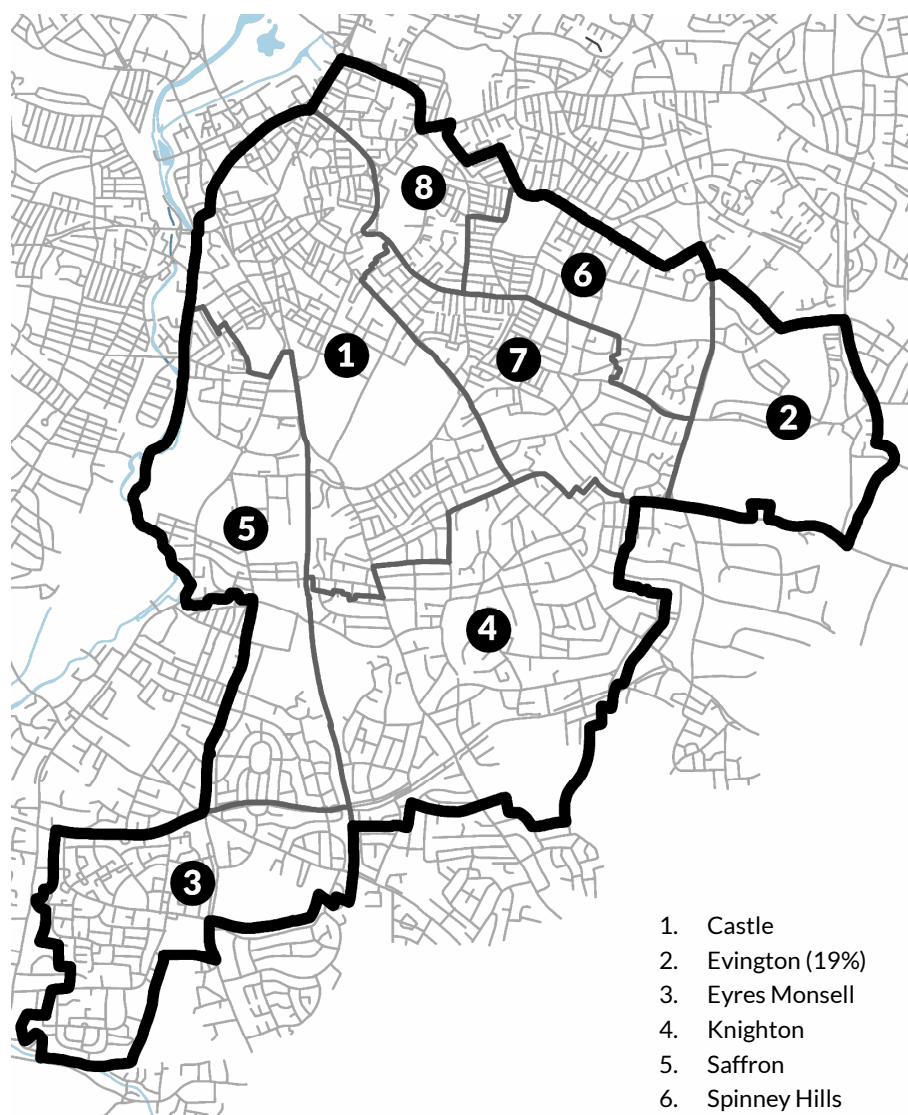 8
6
1
7
2
5
4
3
1. Castle
2. Evington (19%)
3. Eyres Monsell
4. Knighton
5. Saffron
6. Spinney Hills